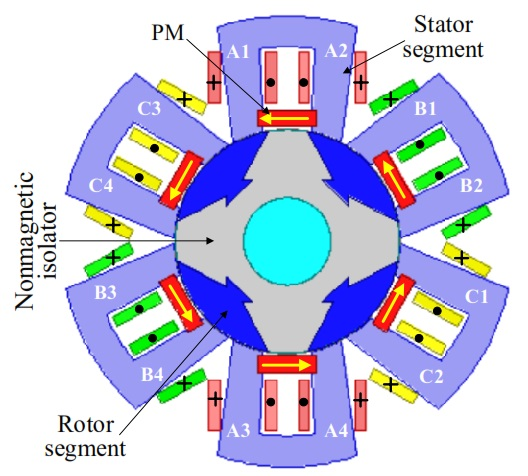 PM
Stator
segment
A1
A2
C3
B1
C4
B2
Nonmagnetic
isolator
B3
C1
B4
C2
A3
A4
Rotor
segment